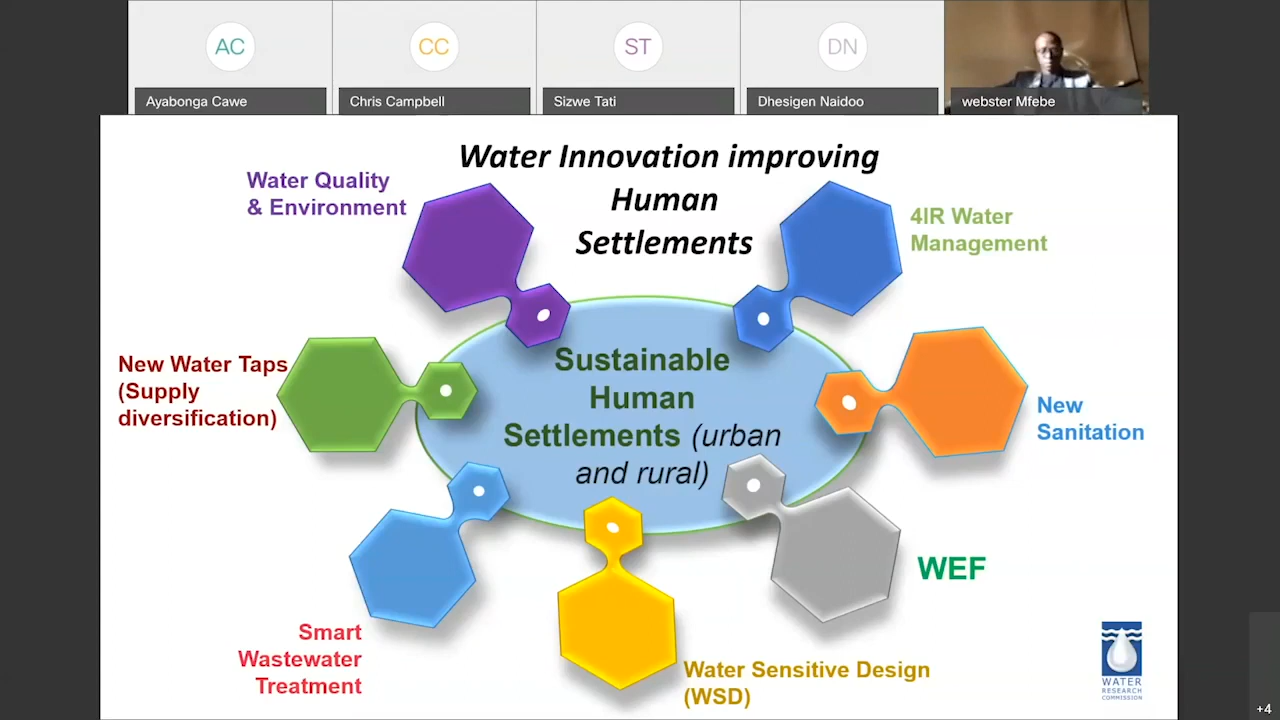 AC
CC
ST
DN
Ayabonga Cawe
Chris Campbell
Sizwe Tati
Dhesigen Naidoo
webster Mfebe
Water Innovation improving
Human
Settlements
Water Quality
& Environment
4IR Water
Management
New Water Taps
(Supply
diversification)
Sustainable
Human
Settlements (urban
and rural)
New
Sanitation
WEF
Smart
Wastewater
Treatment
Water Sensitive Design
(WSD)
WATER
RESEARCH
COMMISSION
+4